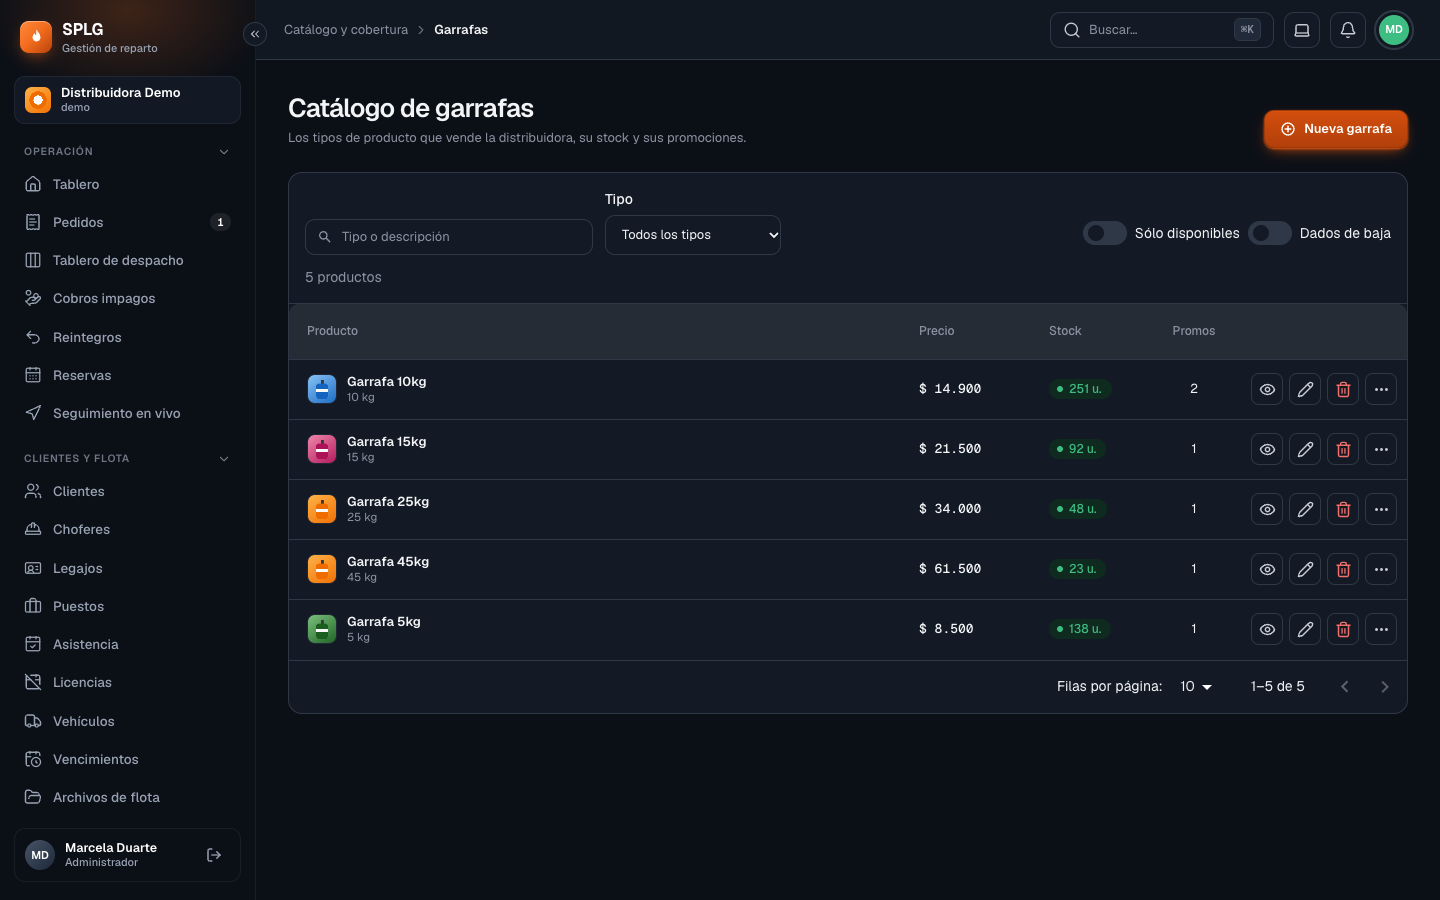 SPLG
Gestión de reparto
Distribuidora Demo
demo
OPERACIÓN
Tablero
Pedidos 1
Tablero de despacho
Cobros impagos
Reintegros
Reservas
Seguimiento en vivo
CLIENTES Y FLOTA
Clientes
Choferes
Legajos
Puestos
Asistencia
Licencias
Vehículos
Vencimientos
Archivos de flota
MD
Marcela Duarte
Administrador
Catálogo y cobertura > Garrafas
Buscar... ⌘K
MD
Catálogo de garrafas
Los tipos de producto que vende la distribuidora, su stock y sus promociones.
Nueva garrafa
Tipo
Tipo o descripción
Todos los tipos
Sólo disponibles
Dados de baja
5 productos
Producto Precio Stock Promos
Garrafa 10kg
10 kg
$ 14.900 251 u. 2
Garrafa 15kg
15 kg
$ 21.500 92 u. 1
Garrafa 25kg
25 kg
$ 34.000 48 u. 1
Garrafa 45kg
45 kg
$ 61.500 23 u. 1
Garrafa 5kg
5 kg
$ 8.500 138 u. 1
Filas por página: 10 1–5 de 5